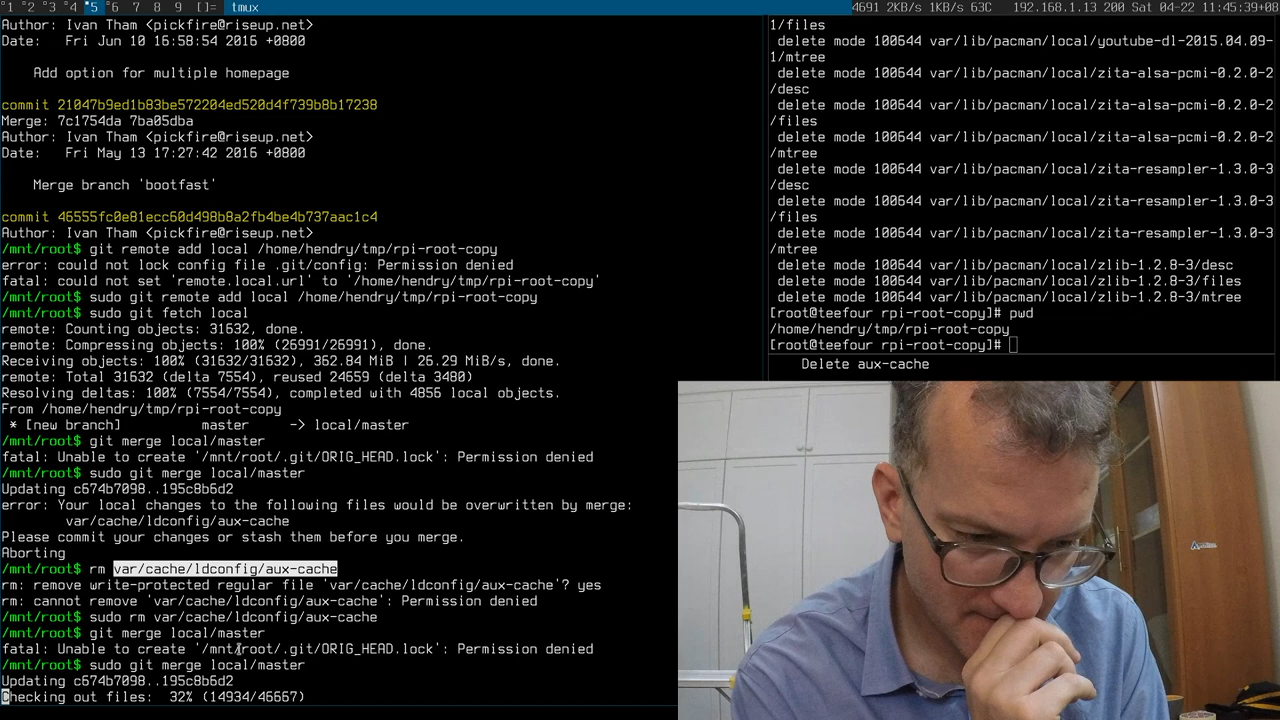 1 2 3 4 5 6 7 8 9 []= tmux 4691 2KB/s 1KB/s 63C 192.168.1.13 200 Sat 04-22 11:45:39+08
Author: Ivan Tham <pickfire@riseup.net>
Date:   Fri Jun 10 16:58:54 2016 +0800
Add option for multiple homepage
commit 21047b9ed1b83be572204ed520d4f739b8b17238
Merge: 7c1754da 7ba05dba
Author: Ivan Tham <pickfire@riseup.net>
Date:   Fri May 13 17:27:42 2016 +0800
Merge branch 'bootfast'
commit 46555fc0e81ecc60d498b8a2fb4be4b737aac1c4
Author: Ivan Tham <pickfire@riseup.net>
/mnt/root$ git remote add local /home/hendry/tmp/rpi-root-copy
error: could not lock config file .git/config: Permission denied
fatal: could not set 'remote.local.url' to '/home/hendry/tmp/rpi-root-copy'
/mnt/root$ sudo git remote add local /home/hendry/tmp/rpi-root-copy
/mnt/root$ sudo git fetch local
remote: Counting objects: 31632, done.
remote: Compressing objects: 100% (26991/26991), done.
Receiving objects: 100% (31632/31632), 362.84 MiB | 26.29 MiB/s, done.
remote: Total 31632 (delta 7554), reused 24659 (delta 3480)
Resolving deltas: 100% (7554/7554), completed with 4856 local objects.
From /home/hendry/tmp/rpi-root-copy
* [new branch]          master     -> local/master
/mnt/root$ git merge local/master
fatal: Unable to create '/mnt/root/.git/ORIG_HEAD.lock': Permission denied
/mnt/root$ sudo git merge local/master
Updating c674b7098..195c8b6d2
error: Your local changes to the following files would be overwritten by merge:
var/cache/ldconfig/aux-cache
Please commit your changes or stash them before you merge.
Aborting
/mnt/root$ rm var/cache/ldconfig/aux-cache
rm: remove write-protected regular file 'var/cache/ldconfig/aux-cache'? yes
rm: cannot remove 'var/cache/ldconfig/aux-cache': Permission denied
/mnt/root$ sudo rm var/cache/ldconfig/aux-cache
/mnt/root$ git merge local/master
fatal: Unable to create '/mnt/root/.git/ORIG_HEAD.lock': Permission denied
/mnt/root$ sudo git merge local/master
Updating c674b7098..195c8b6d2
Checking out files:  32% (14934/46667)
1/files
delete mode 100644 var/lib/pacman/local/youtube-dl-2015.04.09-
1/mtree
delete mode 100644 var/lib/pacman/local/zita-alsa-pcmi-0.2.0-2
/desc
delete mode 100644 var/lib/pacman/local/zita-alsa-pcmi-0.2.0-2
/files
delete mode 100644 var/lib/pacman/local/zita-alsa-pcmi-0.2.0-2
/mtree
delete mode 100644 var/lib/pacman/local/zita-resampler-1.3.0-3
/desc
delete mode 100644 var/lib/pacman/local/zita-resampler-1.3.0-3
/files
delete mode 100644 var/lib/pacman/local/zita-resampler-1.3.0-3
/mtree
delete mode 100644 var/lib/pacman/local/zlib-1.2.8-3/desc
delete mode 100644 var/lib/pacman/local/zlib-1.2.8-3/files
delete mode 100644 var/lib/pacman/local/zlib-1.2.8-3/mtree
[root@teefour rpi-root-copy]# pwd
/home/hendry/tmp/rpi-root-copy
[root@teefour rpi-root-copy]#
Delete aux-cache